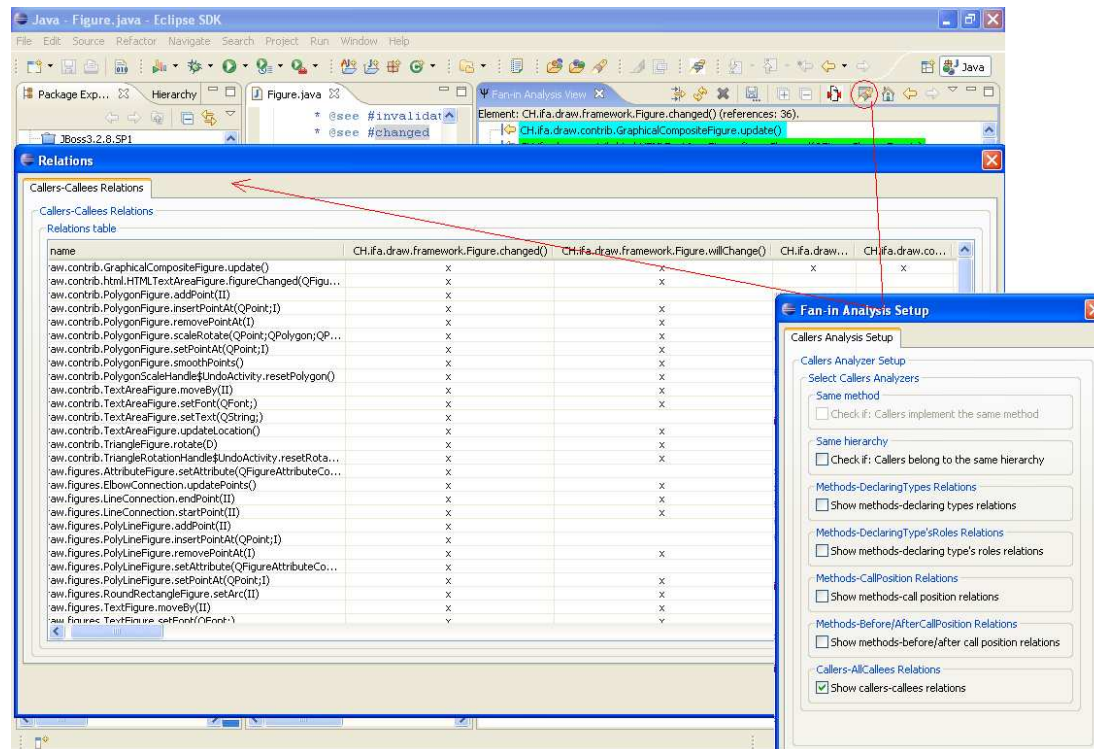 Java - Figure.java - Eclipse SDK
File Edit Source Refactor Navigate Search Project Run Window Help
Java
Package Exp... Hierarchy
Figure.java
Fan-in Analysis View
* @see #invalidat
* @see #changed
JBoss3.2.8.SP1
Element: CH.ifa.draw.framework.Figure.changed() (references: 36).
CH.ifa.draw.contrib.GraphicalCompositeFigure.update()
Relations
Callers-Callees Relations
Callers-Callees Relations
Relations table
name CH.ifa.draw.framework.Figure.changed() CH.ifa.draw.framework.Figure.willChange() CH.ifa.draw... CH.ifa.draw.co...
raw.contrib.GraphicalCompositeFigure.update() x x x x
raw.contrib.html.HTMLTextAreaFigure.figureChanged(QFigu... x x
raw.contrib.PolygonFigure.addPoint(II) x
raw.contrib.PolygonFigure.insertPointAt(QPoint;I) x x
raw.contrib.PolygonFigure.removePointAt(I) x x
raw.contrib.PolygonFigure.scaleRotate(QPoint;QPolygon;QP... x x
raw.contrib.PolygonFigure.setPointAt(QPoint;I) x x
raw.contrib.PolygonFigure.smoothPoints() x x
raw.contrib.PolygonScaleHandle$UndoActivity.resetPolygon() x x
raw.contrib.TextAreaFigure.moveBy(II) x x
raw.contrib.TextAreaFigure.setFont(QFont;) x x
raw.contrib.TextAreaFigure.setText(QString;) x
raw.contrib.TextAreaFigure.updateLocation() x x
raw.contrib.TriangleFigure.rotate(D) x x
raw.contrib.TriangleRotationHandle$UndoActivity.resetRota... x x
raw.figures.AttributeFigure.setAttribute(QFigureAttributeCo... x
raw.figures.ElbowConnection.updatePoints() x x
raw.figures.LineConnection.endPoint(II) x x
raw.figures.LineConnection.startPoint(II) x x
raw.figures.PolyLineFigure.addPoint(II) x
raw.figures.PolyLineFigure.insertPointAt(QPoint;I) x
raw.figures.PolyLineFigure.removePointAt(I) x x
raw.figures.PolyLineFigure.setAttribute(QFigureAttributeCo... x
raw.figures.PolyLineFigure.setPointAt(QPoint;I) x x
raw.figures.RoundRectangleFigure.setArc(II) x x
raw.figures.TextFigure.moveBy(II) x x
raw.figures.TextFigure.setFont(QFont;) x x
Fan-in Analysis Setup
Callers Analysis Setup
Callers Analyzer Setup
Select Callers Analyzers
Same method
Check if: Callers implement the same method
Same hierarchy
Check if: Callers belong to the same hierarchy
Methods-DeclaringTypes Relations
Show methods-declaring types relations
Methods-DeclaringType'sRoles Relations
Show methods-declaring type's roles relations
Methods-CallPosition Relations
Show methods-call position relations
Methods-Before/AfterCallPosition Relations
Show methods-before/after call position relations
Callers-AllCallees Relations
Show callers-callees relations